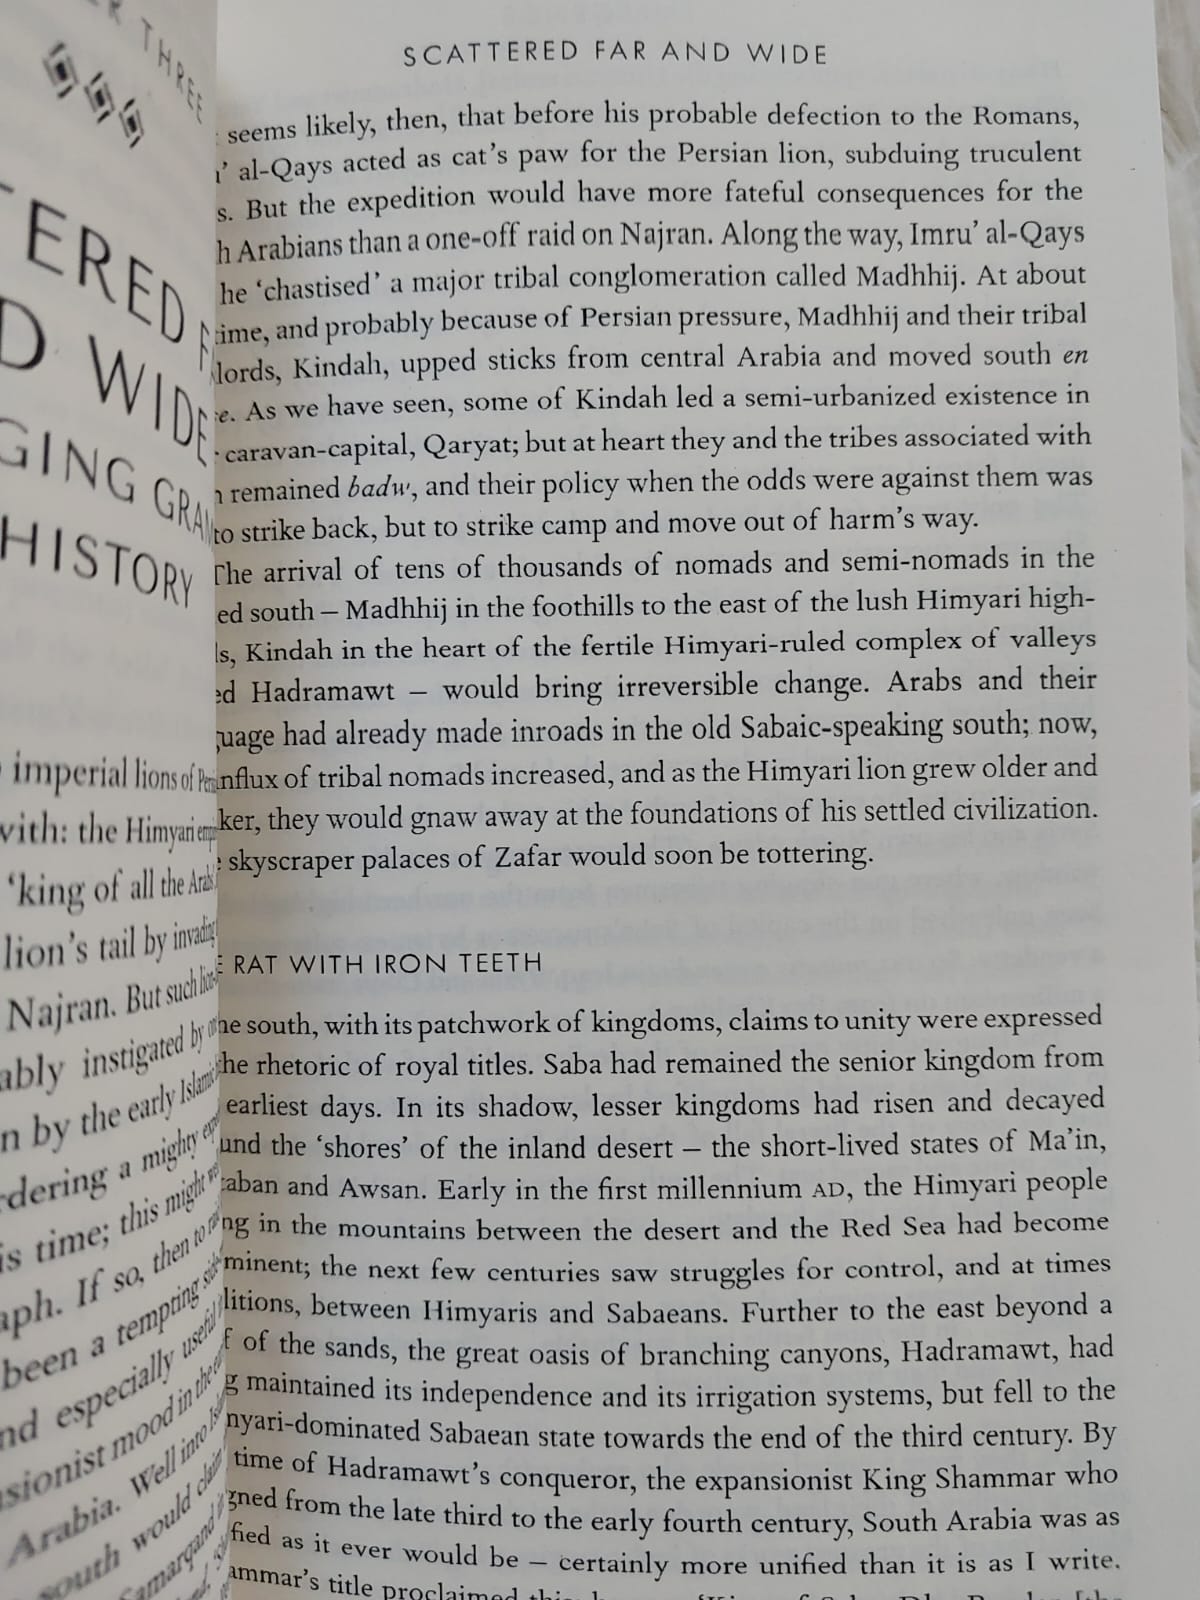 THREE
TERED
D WIDE
GING GRAM
HISTORY
imperial lions of
with: the Himyari
'king of all the
lion's tail by invading
Najran. But such
ably instigated by
n by the early
rdering a mighty
is time; this might
aph. If so, then to
been a tempting
nd especially useful
sionist mood in the
Arabia. Well into
south would claim
Samarqand
SCATTERED FAR AND WIDE
seems likely, then, that before his probable defection to the Romans,
' al-Qays acted as cat's paw for the Persian lion, subduing truculent
s. But the expedition would have more fateful consequences for the
h Arabians than a one-off raid on Najran. Along the way, Imru' al-Qays
he 'chastised' a major tribal conglomeration called Madhhij. At about
time, and probably because of Persian pressure, Madhhij and their tribal
lords, Kindah, upped sticks from central Arabia and moved south en
e. As we have seen, some of Kindah led a semi-urbanized existence in
caravan-capital, Qaryat; but at heart they and the tribes associated with
remained badw, and their policy when the odds were against them was
to strike back, but to strike camp and move out of harm's way.
The arrival of tens of thousands of nomads and semi-nomads in the
ed south – Madhhij in the foothills to the east of the lush Himyari high-
ls, Kindah in the heart of the fertile Himyari-ruled complex of valleys
ed Hadramawt – would bring irreversible change. Arabs and their
guage had already made inroads in the old Sabaic-speaking south; now,
influx of tribal nomads increased, and as the Himyari lion grew older and
ker, they would gnaw away at the foundations of his settled civilization.
skyscraper palaces of Zafar would soon be tottering.
E RAT WITH IRON TEETH
he south, with its patchwork of kingdoms, claims to unity were expressed
the rhetoric of royal titles. Saba had remained the senior kingdom from
earliest days. In its shadow, lesser kingdoms had risen and decayed
und the 'shores' of the inland desert – the short-lived states of Ma'in,
taban and Awsan. Early in the first millennium AD, the Himyari people
ng in the mountains between the desert and the Red Sea had become
minent; the next few centuries saw struggles for control, and at times
litions, between Himyaris and Sabaeans. Further to the east beyond a
f of the sands, the great oasis of branching canyons, Hadramawt, had
g maintained its independence and its irrigation systems, but fell to the
nyari-dominated Sabaean state towards the end of the third century. By
time of Hadramawt's conqueror, the expansionist King Shammar who
gned from the late third to the early fourth century, South Arabia was as
fied as it ever would be – certainly more unified than it is as I write.
ammar's title proclaimed